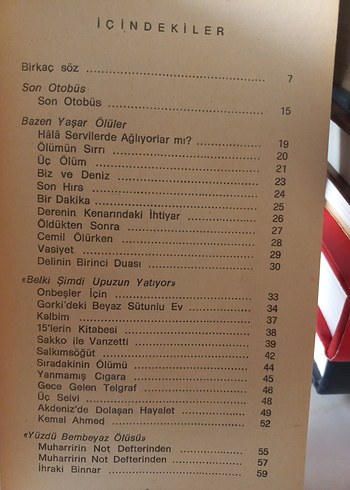 İÇİNDEKİLER
Birkaç söz ........ 7
Son Otobüs
Son Otobüs ........ 15
Bazen Yaşar Ölüler
Hâlâ Servilerde Ağlıyorlar mı? ........ 19
Ölümün Sırrı ........ 20
Üç Ölüm ........ 21
Biz ve Deniz ........ 23
Son Hıra ........ 24
Bir Dakika ........ 25
Derenin Kenarındaki İhtiyar ........ 26
Öldükten Sonra ........ 27
Cemil Ölürken ........ 28
Vasiyet ........ 29
Delinin Birinci Duası ........ 30
«Belki Şimdi Upuzun Yatıyor»
Onbeşler İçin ........ 33
Gorki'deki Beyaz Sütunlu Ev ........ 34
Kalbim ........ 37
15'lerin Kitabesi ........ 38
Sakko ile Vanzetti ........ 39
Salkımsöğüt ........ 42
Sıradakinin Ölümü ........ 44
Yanmamış Cıgara ........ 45
Gece Gelen Telgraf ........ 46
Üç Selvi ........ 48
Akdeniz'de Dolaşan Hayalet ........ 49
Kemal Ahmed ........ 52
«Yüzdü Bembeyaz Ölüsü»
Muharririn Not Defterinden ........ 55
Muharririn Not Defterinden ........ 57
İhraki Binnar ........ 59